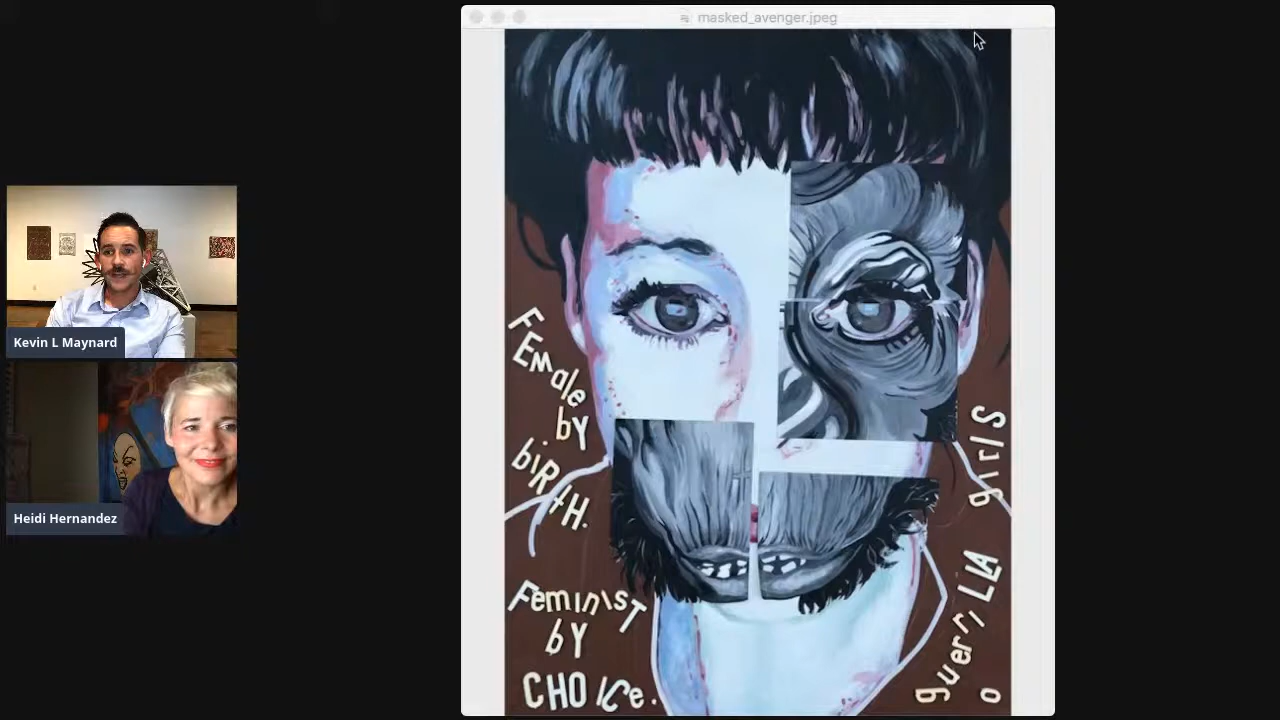 masked_avenger.jpeg
Kevin L Maynard
Heidi Hernandez
FEmale
bY
biRtH.
FeminisT
bY
CHOICe.
guerriLLA girlS
o